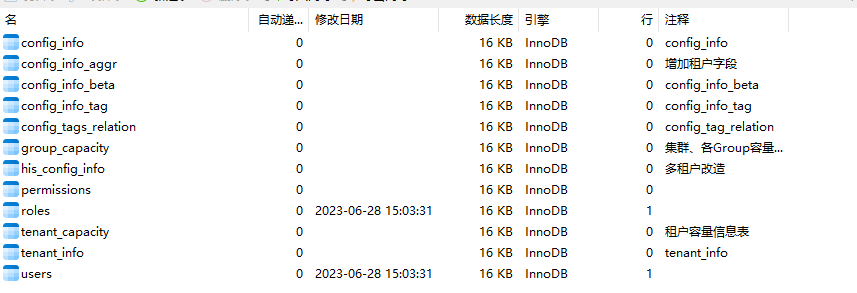 名 自动递... 修改日期 数据长度 引擎 行 注释
config_info 0 16 KB InnoDB 0 config_info
config_info_aggr 0 16 KB InnoDB 0 增加租户字段
config_info_beta 0 16 KB InnoDB 0 config_info_beta
config_info_tag 0 16 KB InnoDB 0 config_info_tag
config_tags_relation 0 16 KB InnoDB 0 config_tag_relation
group_capacity 0 16 KB InnoDB 0 集群、各Group容量...
his_config_info 0 16 KB InnoDB 0 多租户改造
permissions 0 16 KB InnoDB 0
roles 0 2023-06-28 15:03:31 16 KB InnoDB 1
tenant_capacity 0 16 KB InnoDB 0 租户容量信息表
tenant_info 0 16 KB InnoDB 0 tenant_info
users 0 2023-06-28 15:03:31 16 KB InnoDB 1